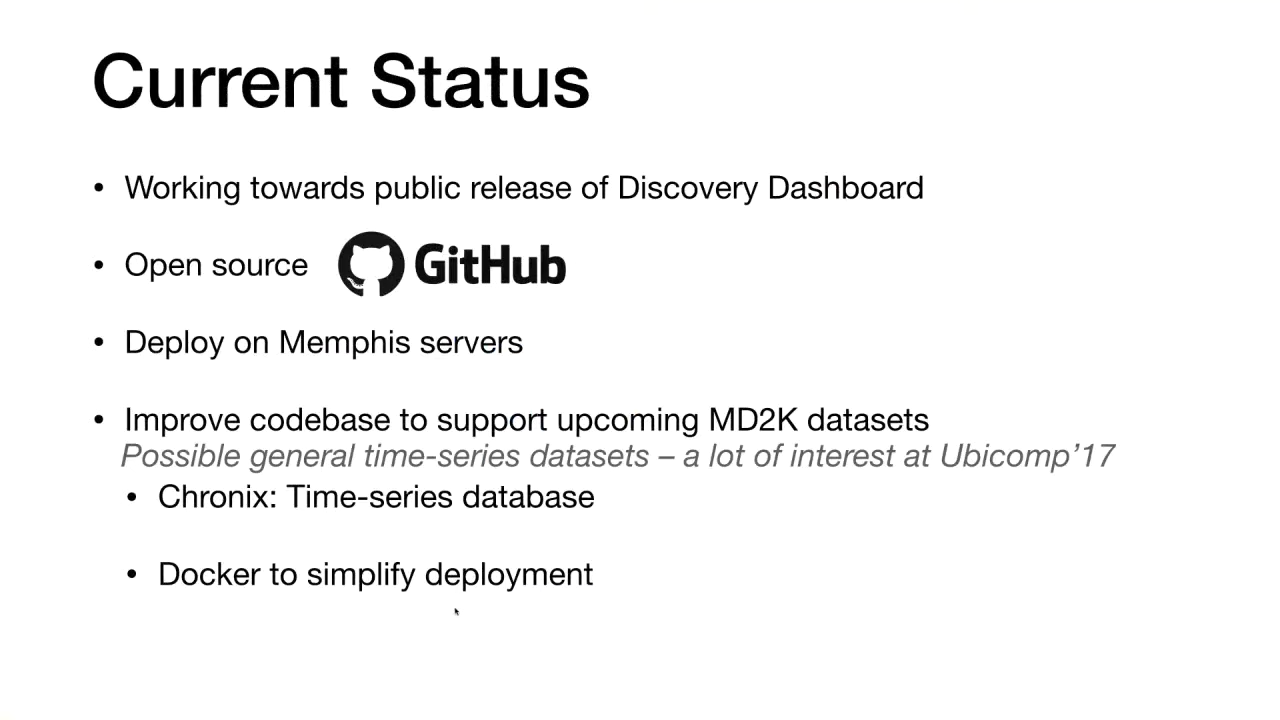 Current Status
• Working towards public release of Discovery Dashboard
• Open source GitHub
• Deploy on Memphis servers
• Improve codebase to support upcoming MD2K datasets
Possible general time-series datasets – a lot of interest at Ubicomp’17
• Chronix: Time-series database
• Docker to simplify deployment